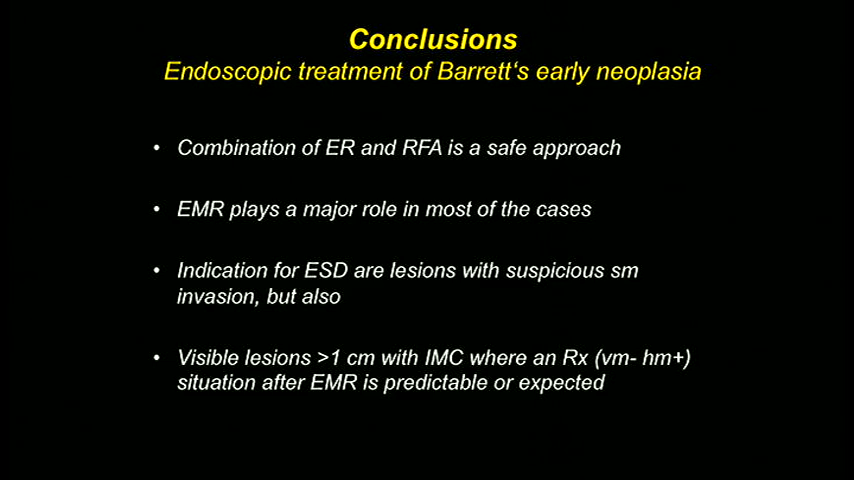 Conclusions
Endoscopic treatment of Barrett‘s early neoplasia
• Combination of ER and RFA is a safe approach
• EMR plays a major role in most of the cases
• Indication for ESD are lesions with suspicious sm
invasion, but also
• Visible lesions >1 cm with IMC where an Rx (vm- hm+)
situation after EMR is predictable or expected